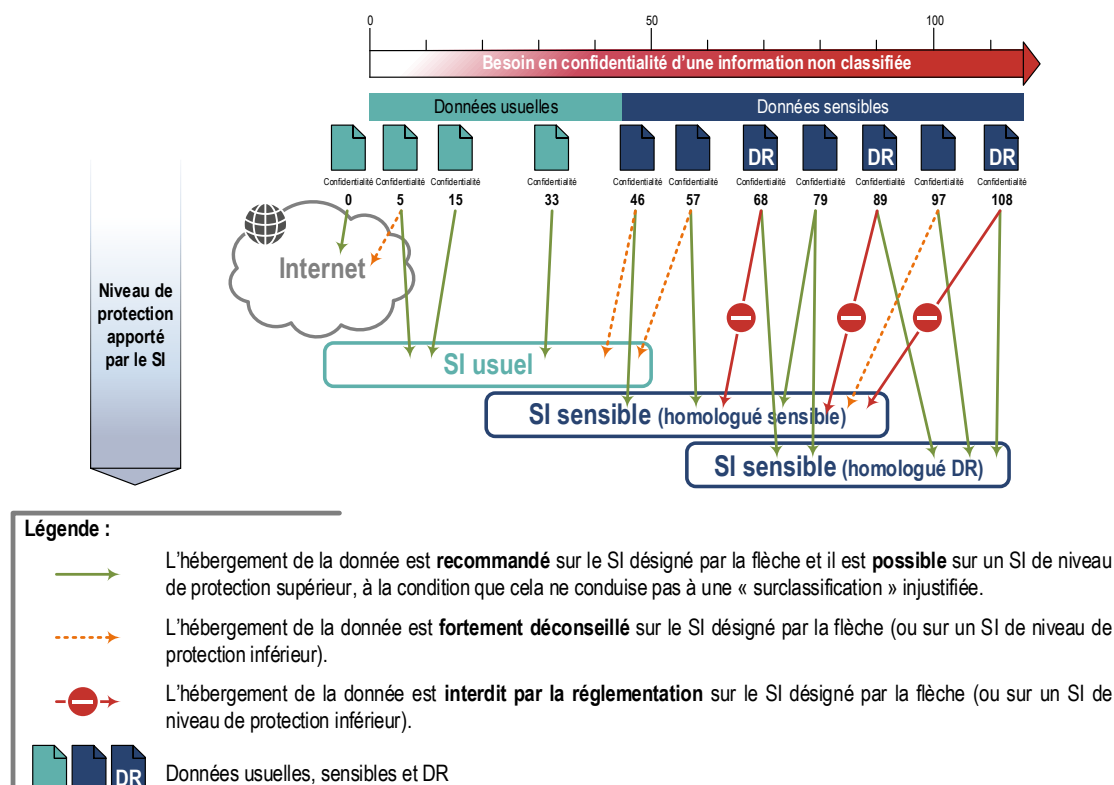 0 50 100
Besoin en confidentialité d'une information non classifiée
Données usuelles Données sensibles
DR DR DR
Confidentialité Confidentialité Confidentialité Confidentialité Confidentialité Confidentialité Confidentialité Confidentialité Confidentialité Confidentialité Confidentialité
0 5 15 33 46 57 68 79 89 97 108
Internet
Niveau de
protection
apporté
par le SI
SI usuel
SI sensible (homologué sensible)
SI sensible (homologué DR)
Légende :
L'hébergement de la donnée est recommandé sur le SI désigné par la flèche et il est possible sur un SI de niveau
de protection supérieur, à la condition que cela ne conduise pas à une « surclassification » injustifiée.
L'hébergement de la donnée est fortement déconseillé sur le SI désigné par la flèche (ou sur un SI de niveau de
protection inférieur).
L'hébergement de la donnée est interdit par la réglementation sur le SI désigné par la flèche (ou sur un SI de
niveau de protection inférieur).
DR Données usuelles, sensibles et DR